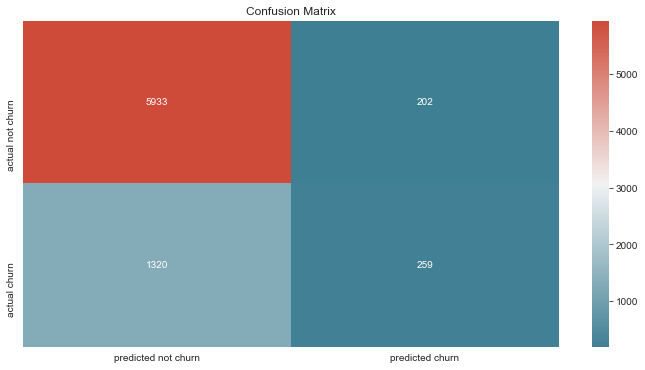 Confusion Matrix
actual not churn
5933
202
5000
4000
3000
actual churn
1320
259
2000
1000
predicted not churn
predicted churn